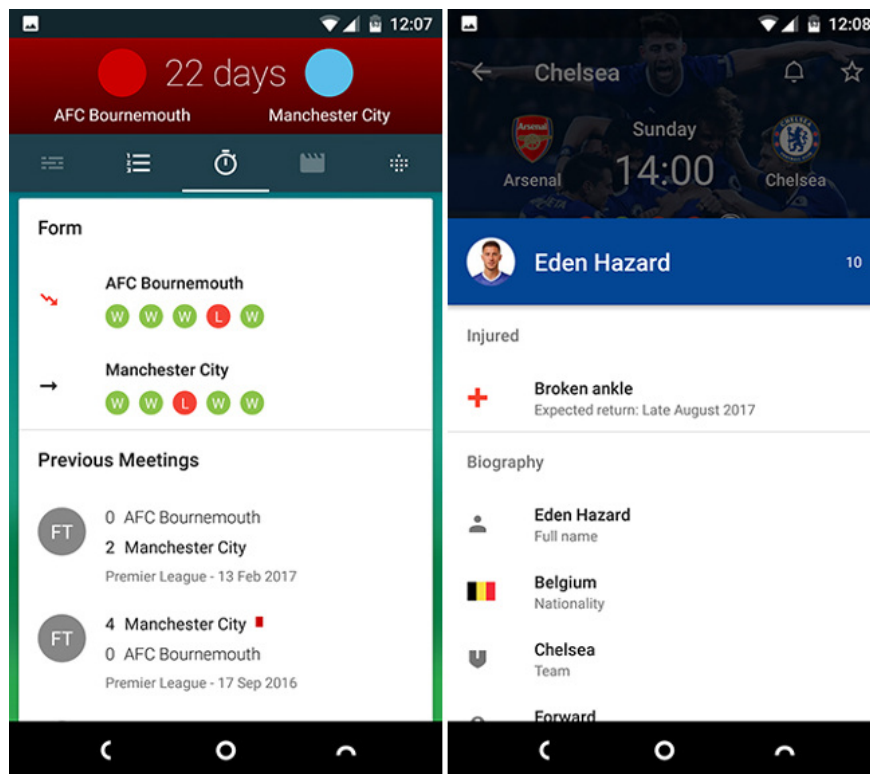 12:07
22 days
AFC Bournemouth
Manchester City
Form
AFC Bournemouth
W W W L W
Manchester City
W W L W W
Previous Meetings
FT
0 AFC Bournemouth
2 Manchester City
Premier League - 13 Feb 2017
FT
4 Manchester City
0 AFC Bournemouth
Premier League - 17 Sep 2016
12:08
Chelsea
Sunday
14:00
Arsenal
Arsenal
Chelsea
Eden Hazard
10
Injured
Broken ankle
Expected return: Late August 2017
Biography
Eden Hazard
Full name
Belgium
Nationality
Chelsea
Team
Forward